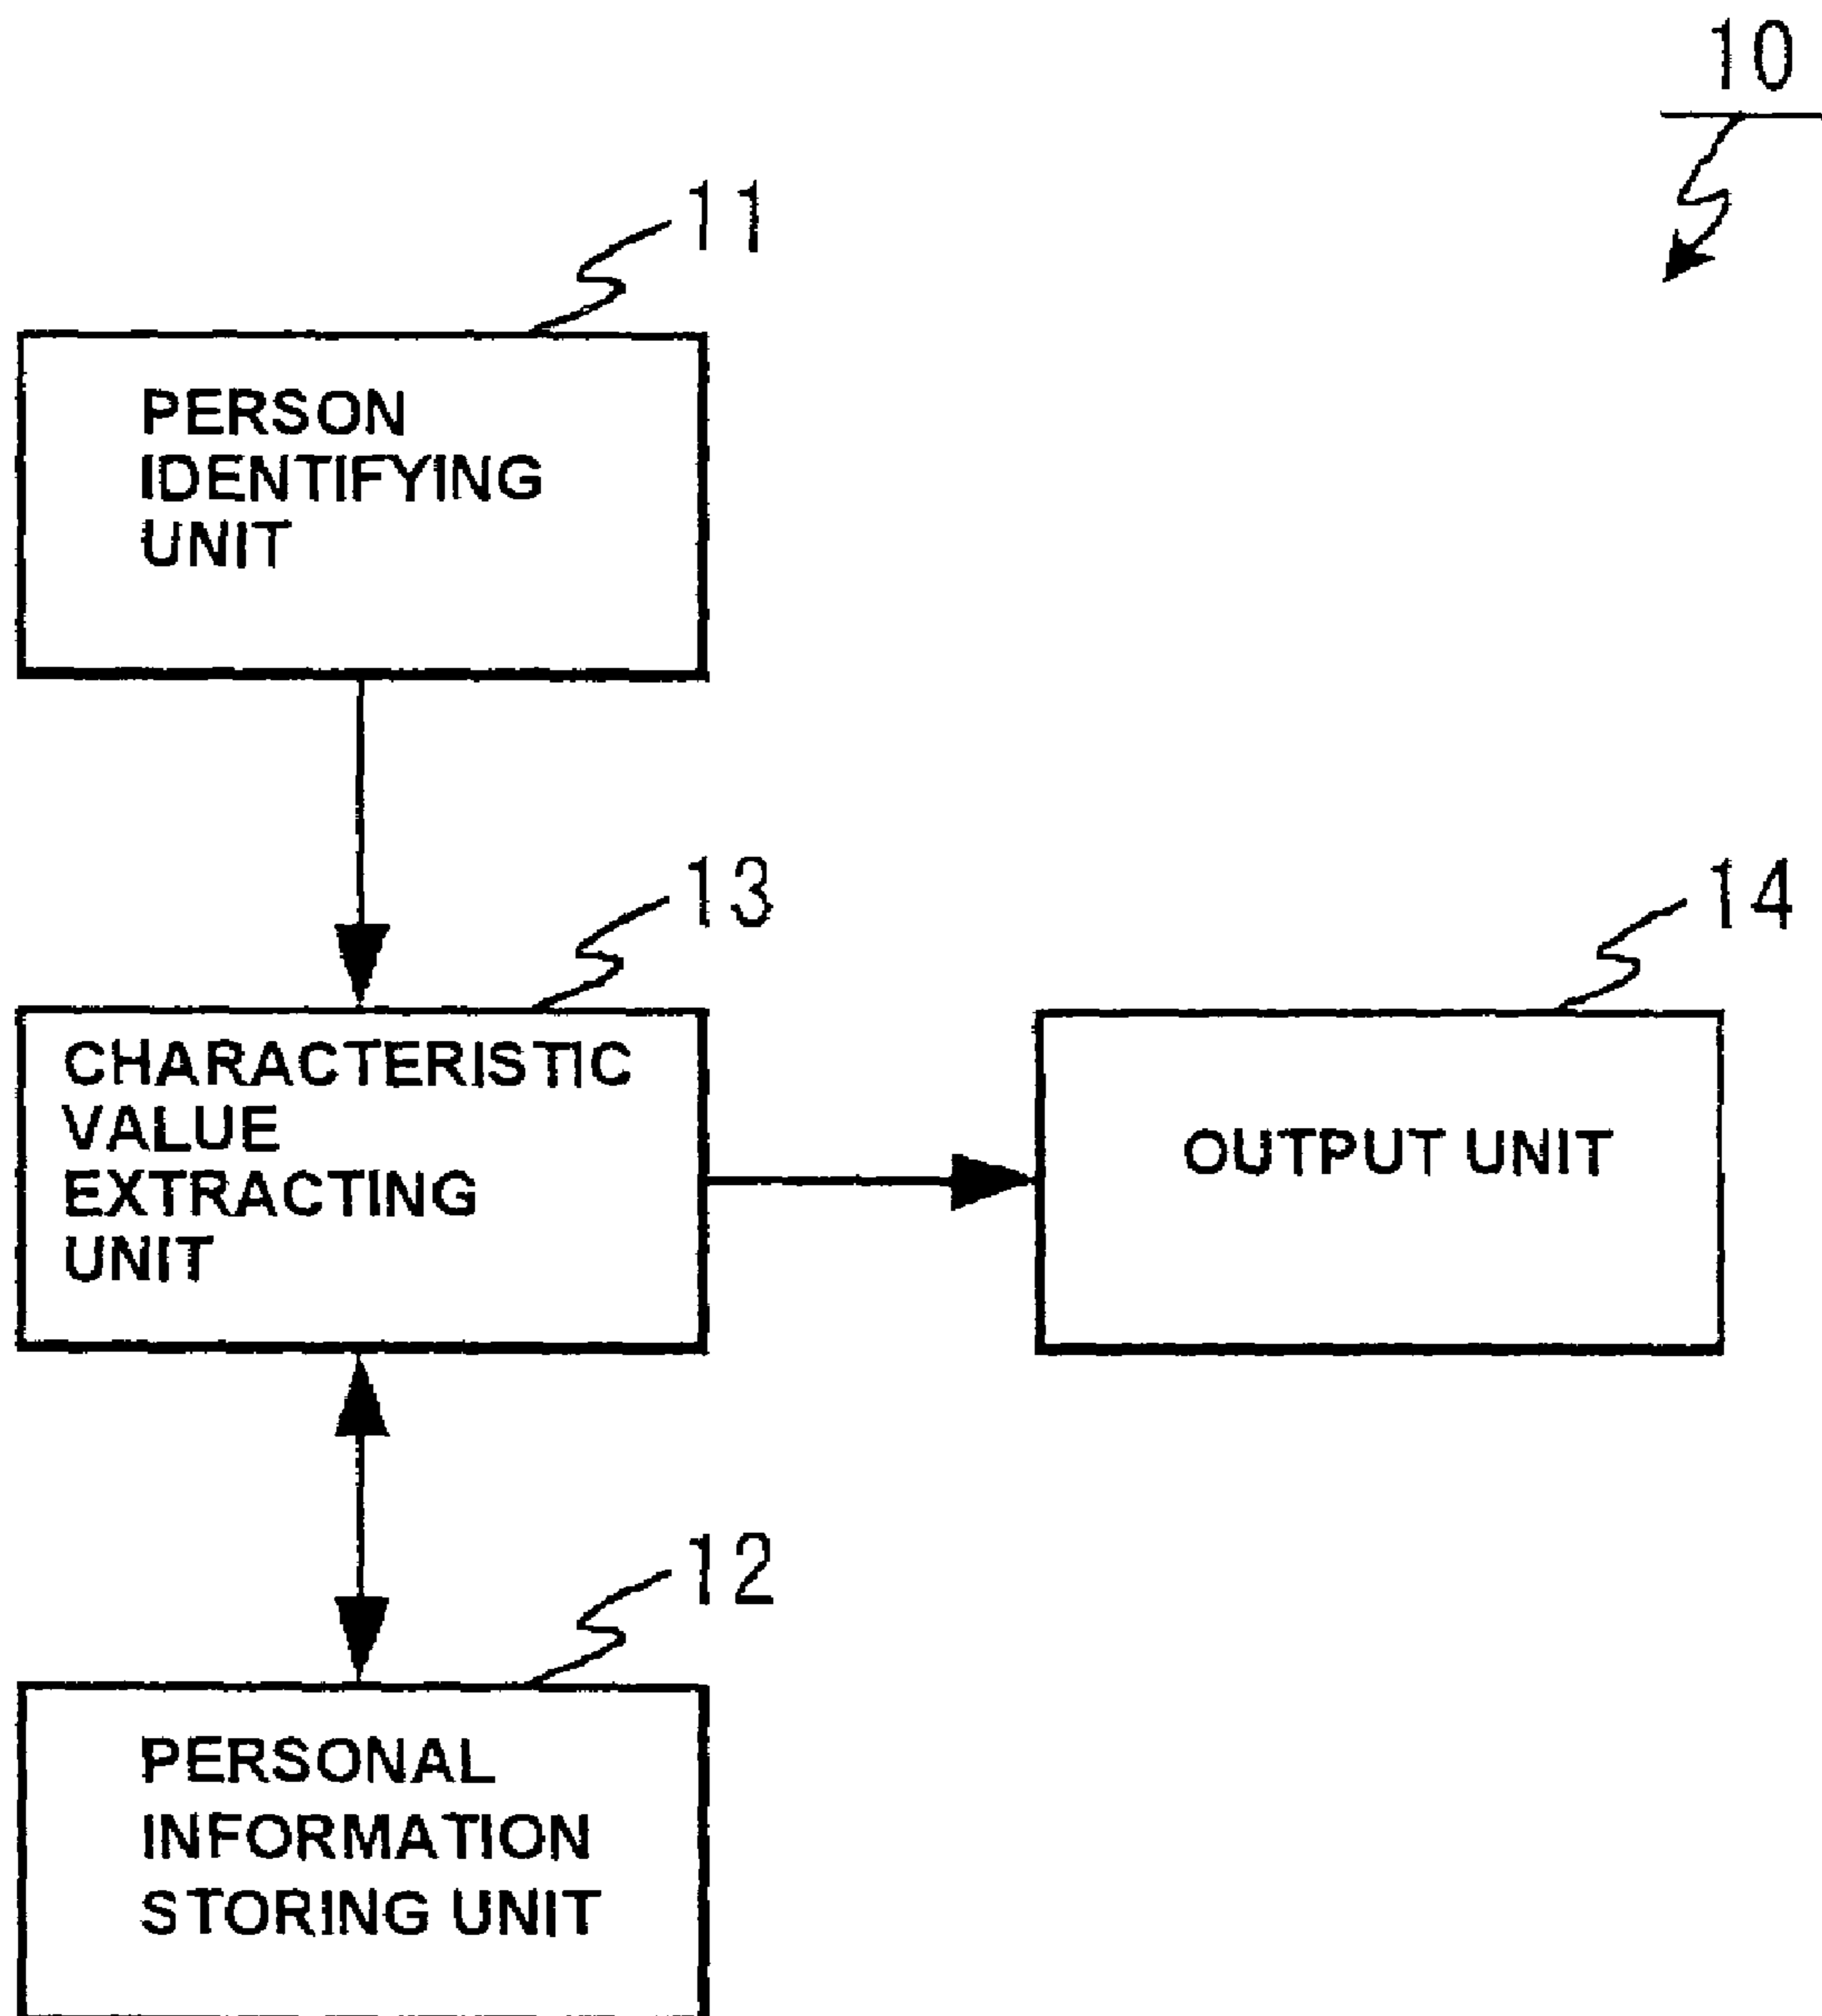 10
11
PERSON
IDENTIFYING
UNIT
13
14
CHARACTERISTIC
VALUE
EXTRACTING
UNIT
OUTPUT UNIT
12
PERSONAL
INFORMATION
STORING UNIT